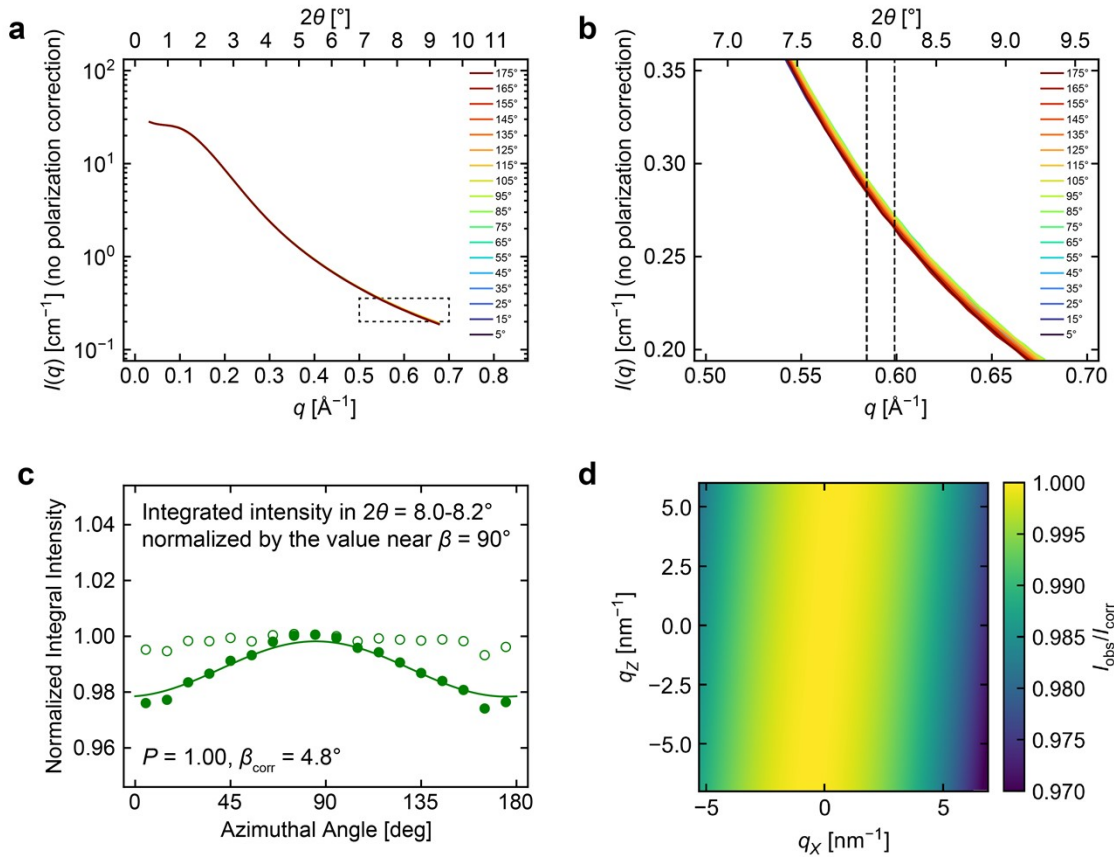 a
2θ [°]
0 1 2 3 4 5 6 7 8 9 10 11
I(q) [cm⁻¹] (no polarization correction)
10²
10¹
10⁰
10⁻¹
175°
165°
155°
145°
135°
125°
115°
105°
95°
85°
75°
65°
55°
45°
35°
25°
15°
5°
0.0 0.1 0.2 0.3 0.4 0.5 0.6 0.7 0.8
q [Å⁻¹]
b
2θ [°]
7.0 7.5 8.0 8.5 9.0 9.5
I(q) [cm⁻¹] (no polarization correction)
0.35
0.30
0.25
0.20
175°
165°
155°
145°
135°
125°
115°
105°
95°
85°
75°
65°
55°
45°
35°
25°
15°
5°
0.50 0.55 0.60 0.65 0.70
q [Å⁻¹]
c
Normalized Integral Intensity
1.04
1.02
1.00
0.98
0.96
Integrated intensity in 2θ = 8.0-8.2°
normalized by the value near β = 90°
P = 1.00, βcorr = 4.8°
0 45 90 135 180
Azimuthal Angle [deg]
d
qZ [nm⁻¹]
5.0
2.5
0.0
-2.5
-5.0
-5 0 5
qX [nm⁻¹]
1.000
0.995
0.990
0.985
0.980
0.975
0.970
Iobs/Icorr